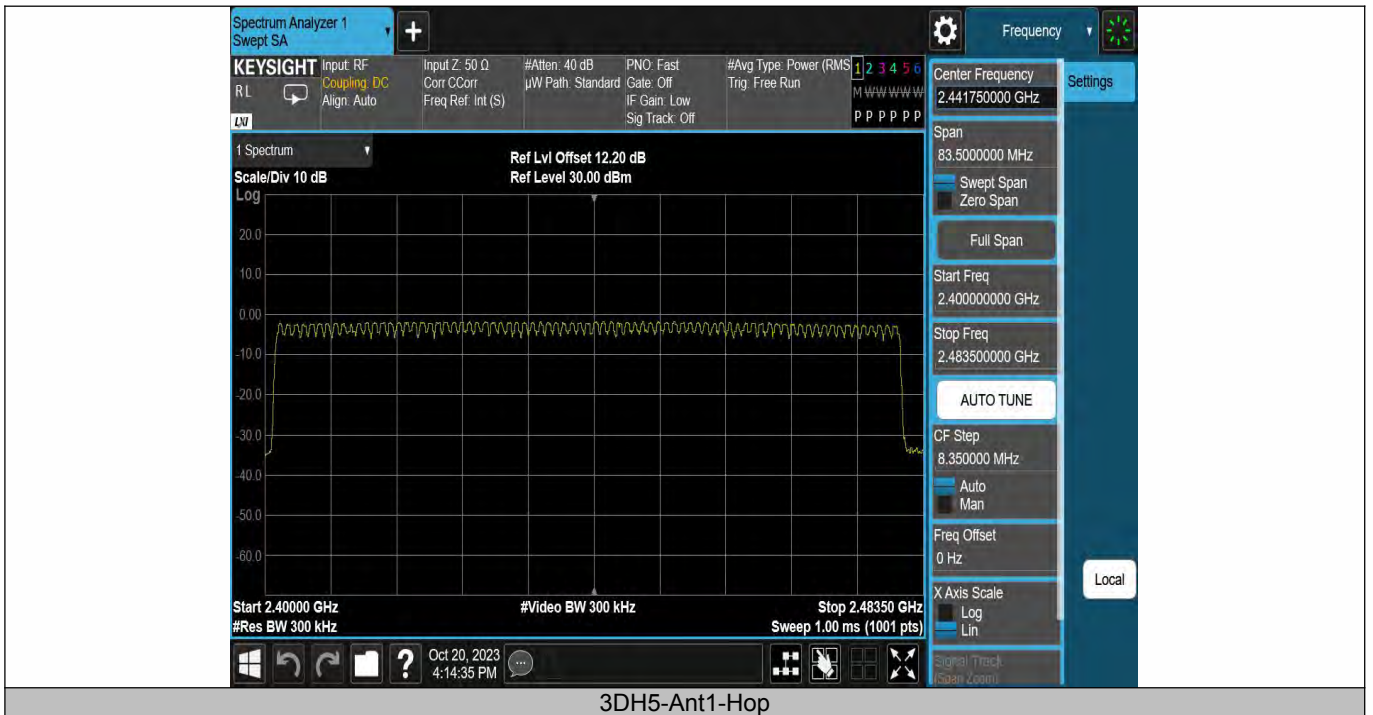 Spectrum Analyzer 1
Swept SA
+
Frequency
KEYSIGHT
RL
LXI
Input: RF
Coupling: DC
Align: Auto
Input Z: 50 Ω
Corr CCorr
Freq Ref: Int (S)
#Atten: 40 dB
µW Path: Standard
PNO: Fast
Gate: Off
IF Gain: Low
Sig Track: Off
#Avg Type: Power (RMS
Trig: Free Run
1 2 3 4 5 6
M W W W W W
P P P P P P
1 Spectrum
Scale/Div 10 dB
Ref Lvl Offset 12.20 dB
Ref Level 30.00 dBm
Log
20.0
10.0
0.00
-10.0
-20.0
-30.0
-40.0
-50.0
-60.0
Start 2.40000 GHz
#Res BW 300 kHz
#Video BW 300 kHz
Stop 2.48350 GHz
Sweep 1.00 ms (1001 pts)
Center Frequency
2.441750000 GHz
Settings
Span
83.5000000 MHz
Swept Span
Zero Span
Full Span
Start Freq
2.400000000 GHz
Stop Freq
2.483500000 GHz
AUTO TUNE
CF Step
8.350000 MHz
Auto
Man
Freq Offset
0 Hz
X Axis Scale
Log
Lin
Signal Track
(Span Zoom)
Local
?
Oct 20, 2023
4:14:35 PM
3DH5-Ant1-Hop